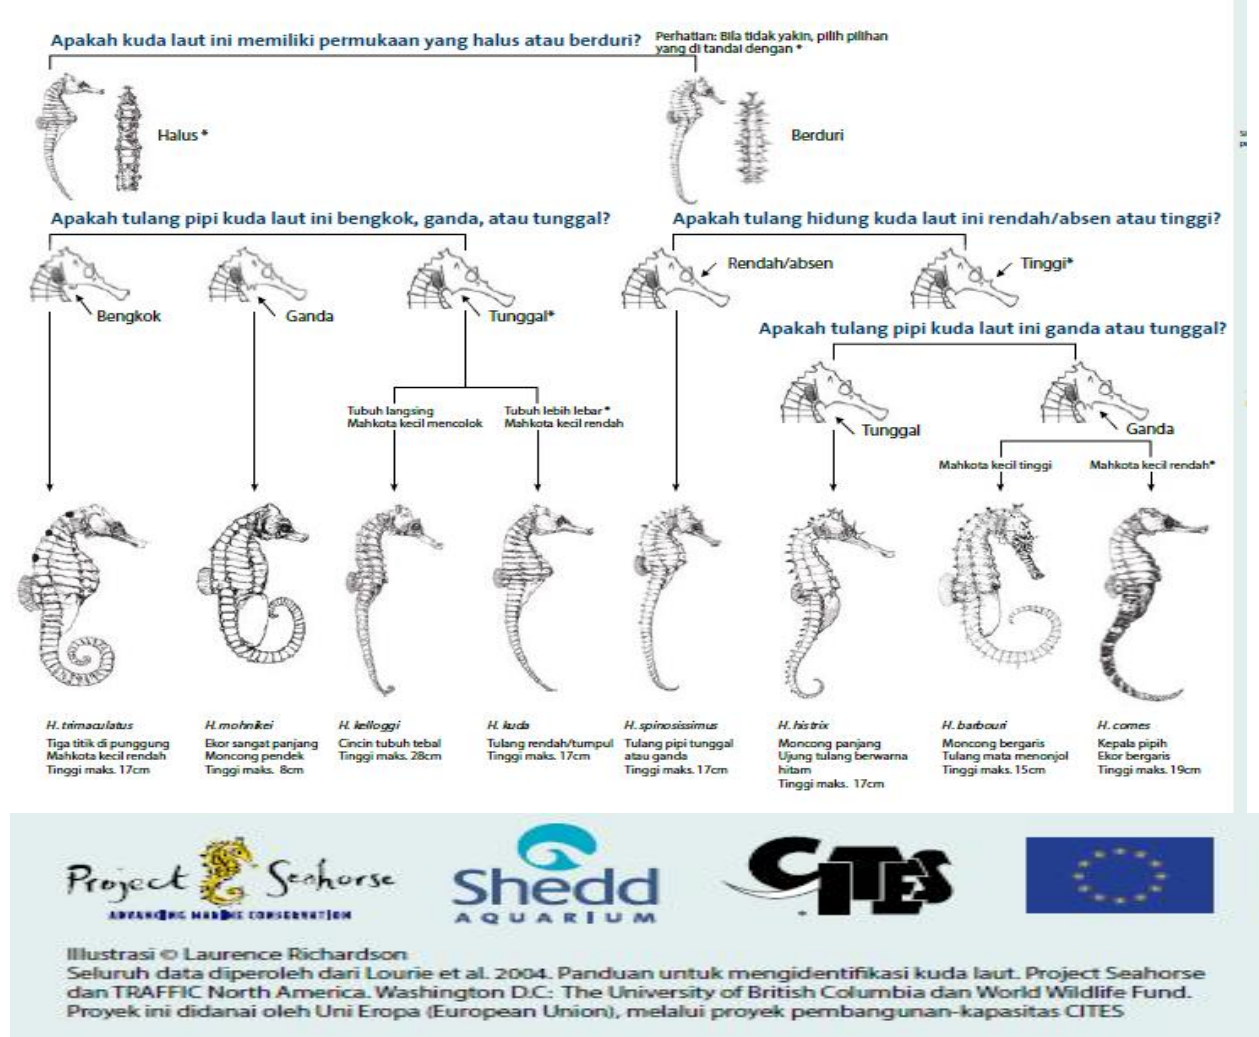 Apakah kuda laut ini memiliki permukaan yang halus atau berduri?
Perhatian: Bila tidak yakin, pilih pilihan
yang di tandai dengan *
Halus *
Berduri
Apakah tulang pipi kuda laut ini bengkok, ganda, atau tunggal?
Apakah tulang hidung kuda laut ini rendah/absen atau tinggi?
Bengkok
Ganda
Tunggal*
Rendah/absen
Tinggi*
Apakah tulang pipi kuda laut ini ganda atau tunggal?
Tunggal
Ganda
Tubuh langsing
Mahkota kecil mencolok
Tubuh lebih lebar *
Mahkota kecil rendah
Mahkota kecil tinggi
Mahkota kecil rendah*
H. trimaculatus
Tiga titik di punggung
Mahkota kecil rendah
Tinggi maks. 17cm
H. mohnikei
Ekor sangat panjang
Moncong pendek
Tinggi maks. 8cm
H. kelloggi
Cincin tubuh tebal
Tinggi maks. 28cm
H. kuda
Tulang rendah/tumpul
Tinggi maks. 17cm
H. spinosissimus
Tulang pipi tunggal
atau ganda
Tinggi maks. 17cm
H. histrix
Moncong panjang
Ujung tulang berwarna
hitam
Tinggi maks. 17cm
H. barbouri
Moncong bergaris
Tulang mata menonjol
Tinggi maks. 15cm
H. comes
Kepala pipih
Ekor bergaris
Tinggi maks. 19cm
Project Seahorse
ADVANCING MARINE CONSERVATION
Shedd
AQUARIUM
CITES
Illustrasi © Laurence Richardson
Seluruh data diperoleh dari Lourie et al. 2004. Panduan untuk mengidentifikasi kuda laut. Project Seahorse
dan TRAFFIC North America. Washington D.C: The University of British Columbia dan World Wildlife Fund.
Proyek ini didanai oleh Uni Eropa (European Union), melalui proyek pembangunan-kapasitas CITES